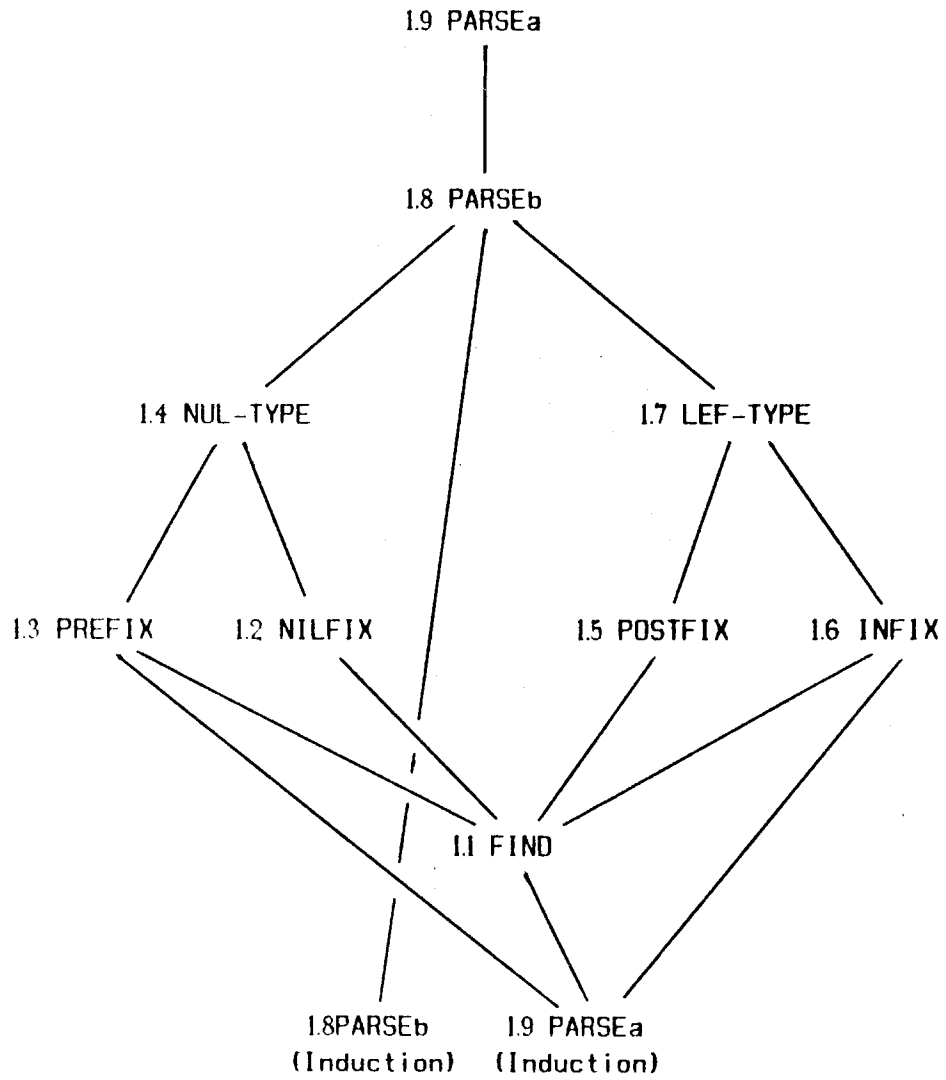 1.9 PARSEa
1.8 PARSEb
1.4 NUL-TYPE
1.7 LEF-TYPE
1.3 PREFIX
1.2 NILFIX
1.5 POSTFIX
1.6 INFIX
1.1 FIND
1.8PARSEb
(Induction)
1.9 PARSEa
(Induction)